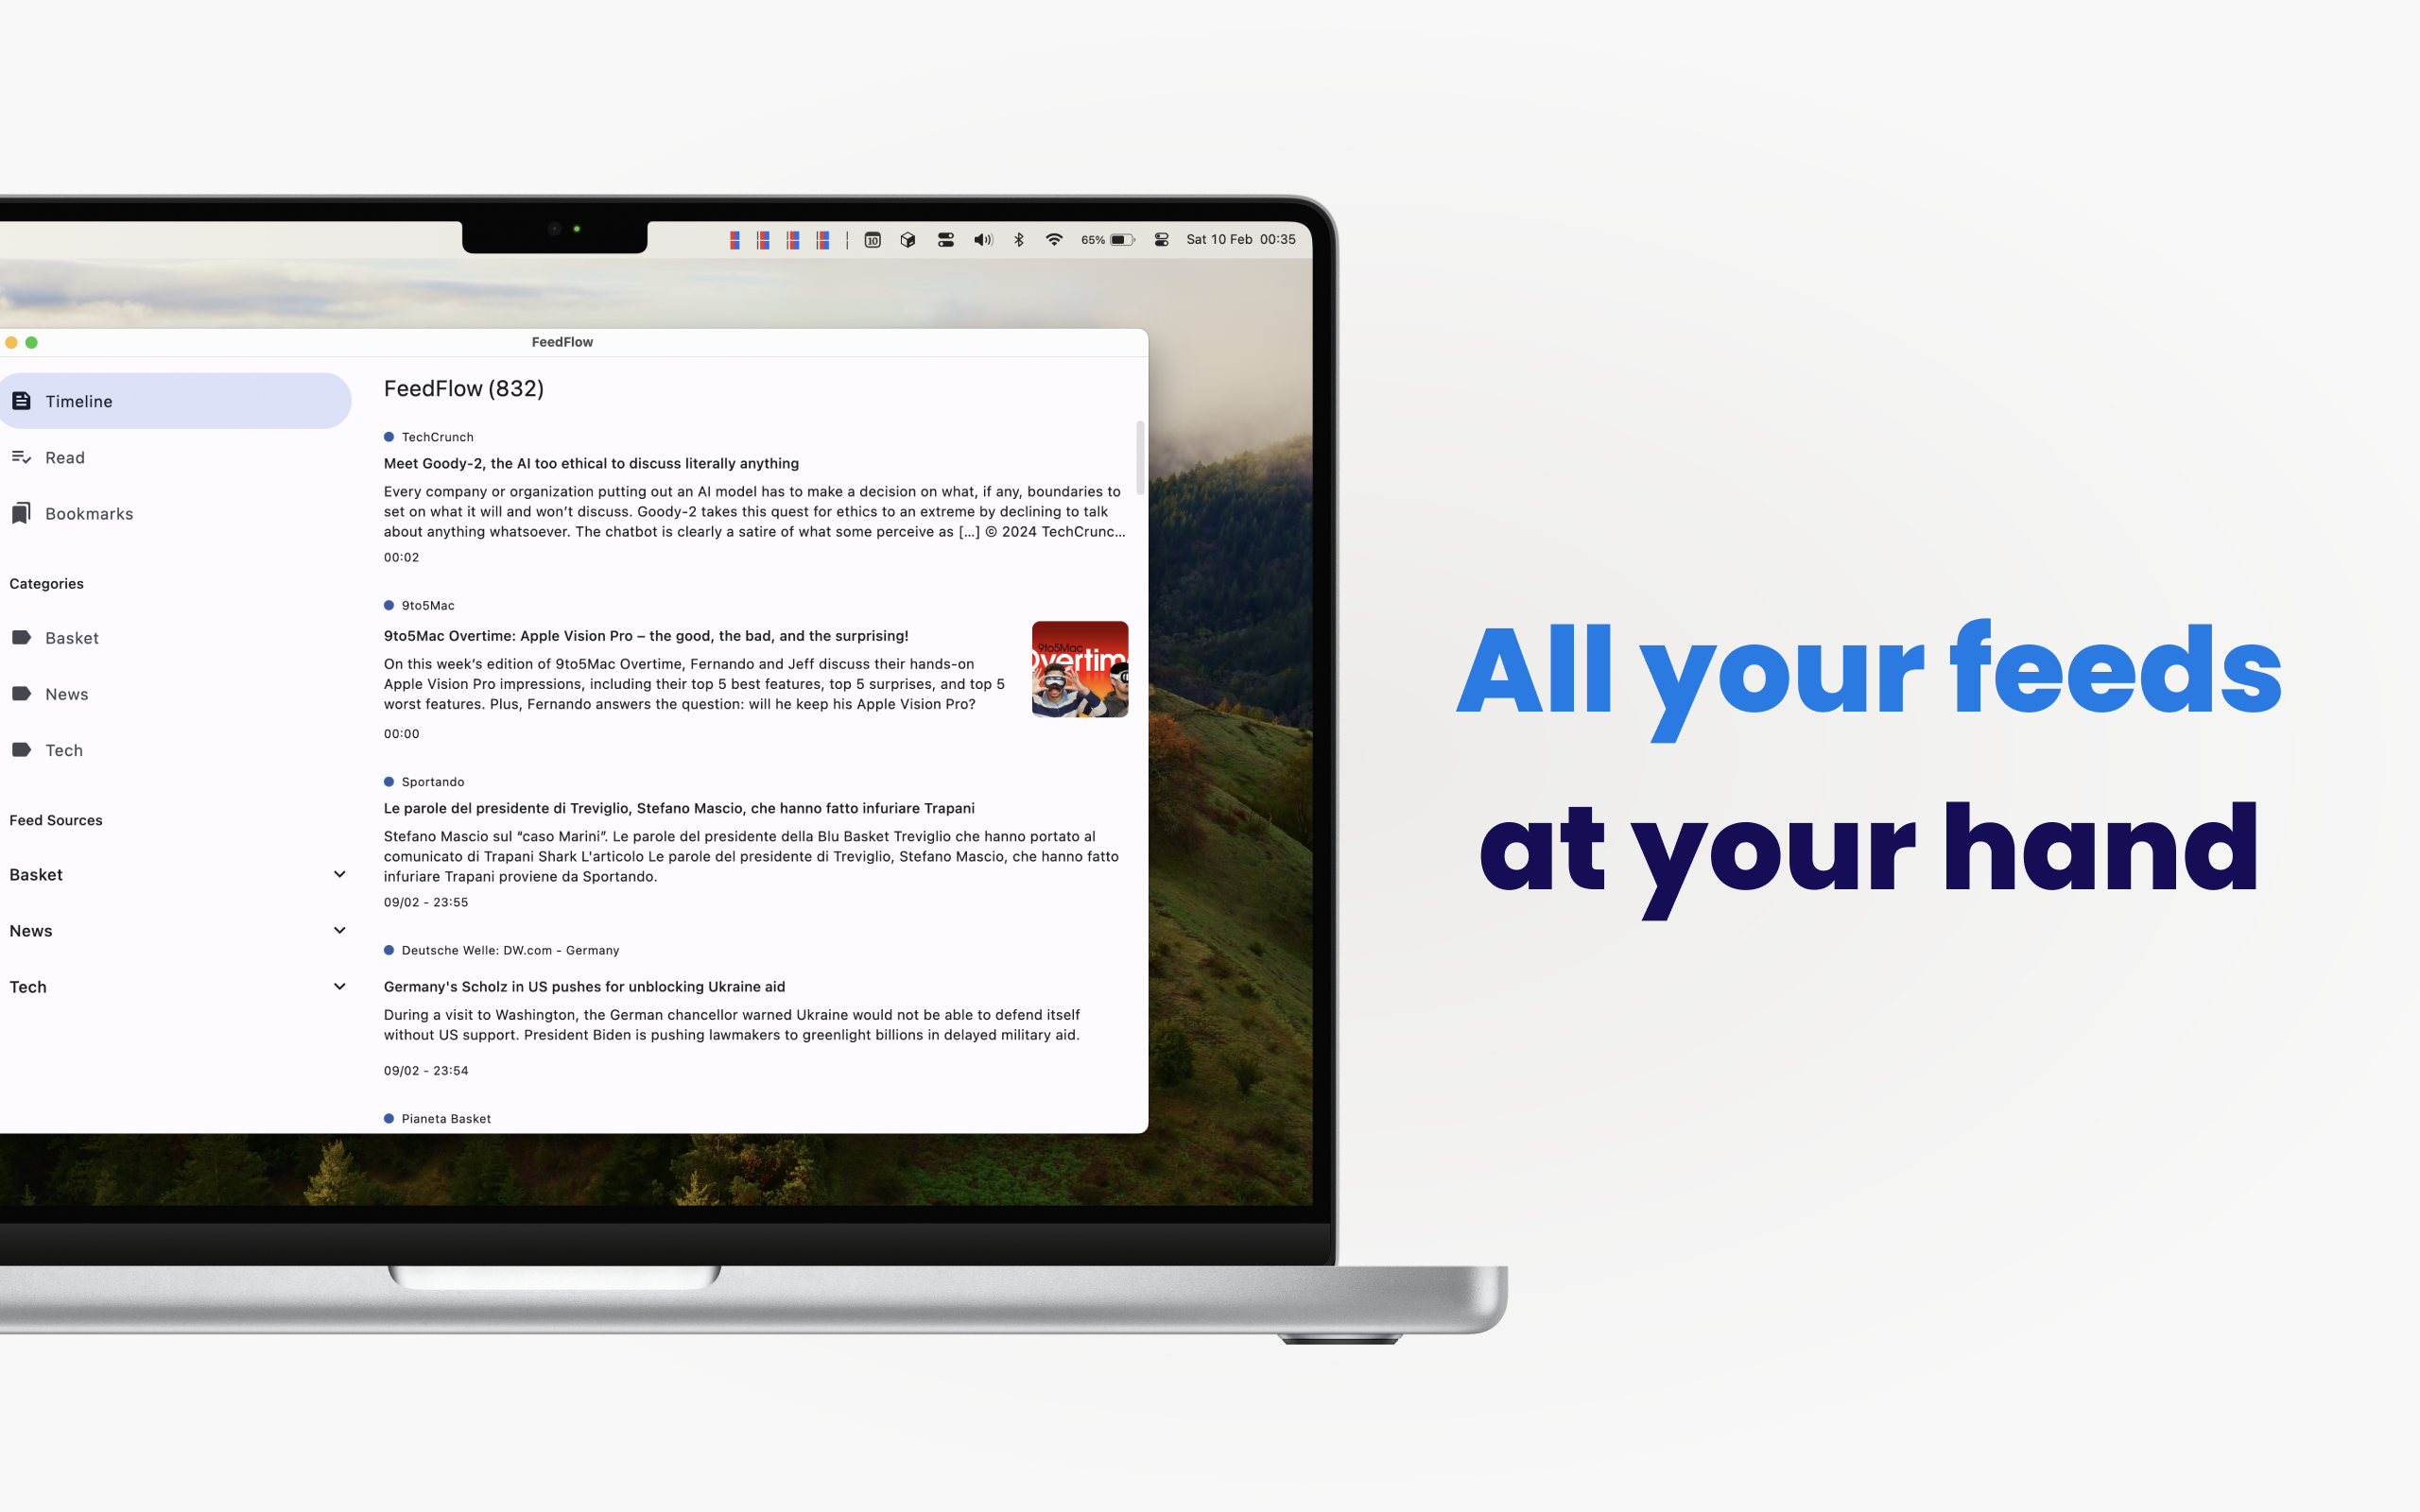 10
65%
Sat 10 Feb 00:35
FeedFlow
Timeline
Read
Bookmarks
Categories
Basket
News
Tech
Feed Sources
Basket
News
Tech
FeedFlow (832)
TechCrunch
Meet Goody-2, the AI too ethical to discuss literally anything
Every company or organization putting out an AI model has to make a decision on what, if any, boundaries to
set on what it will and won’t discuss. Goody-2 takes this quest for ethics to an extreme by declining to talk
about anything whatsoever. The chatbot is clearly a satire of what some perceive as [...] © 2024 TechCrunc...
00:02
9to5Mac
9to5Mac Overtime: Apple Vision Pro – the good, the bad, and the surprising!
On this week’s edition of 9to5Mac Overtime, Fernando and Jeff discuss their hands-on
Apple Vision Pro impressions, including their top 5 best features, top 5 surprises, and top 5
worst features. Plus, Fernando answers the question: will he keep his Apple Vision Pro?
9to5Mac
Overtim
00:00
Sportando
Le parole del presidente di Treviglio, Stefano Mascio, che hanno fatto infuriare Trapani
Stefano Mascio sul “caso Marini”. Le parole del presidente della Blu Basket Treviglio che hanno portato al
comunicato di Trapani Shark L'articolo Le parole del presidente di Treviglio, Stefano Mascio, che hanno fatto
infuriare Trapani proviene da Sportando.
09/02 - 23:55
Deutsche Welle: DW.com - Germany
Germany's Scholz in US pushes for unblocking Ukraine aid
During a visit to Washington, the German chancellor warned Ukraine would not be able to defend itself
without US support. President Biden is pushing lawmakers to greenlight billions in delayed military aid.
09/02 - 23:54
Pianeta Basket
All your feeds
at your hand